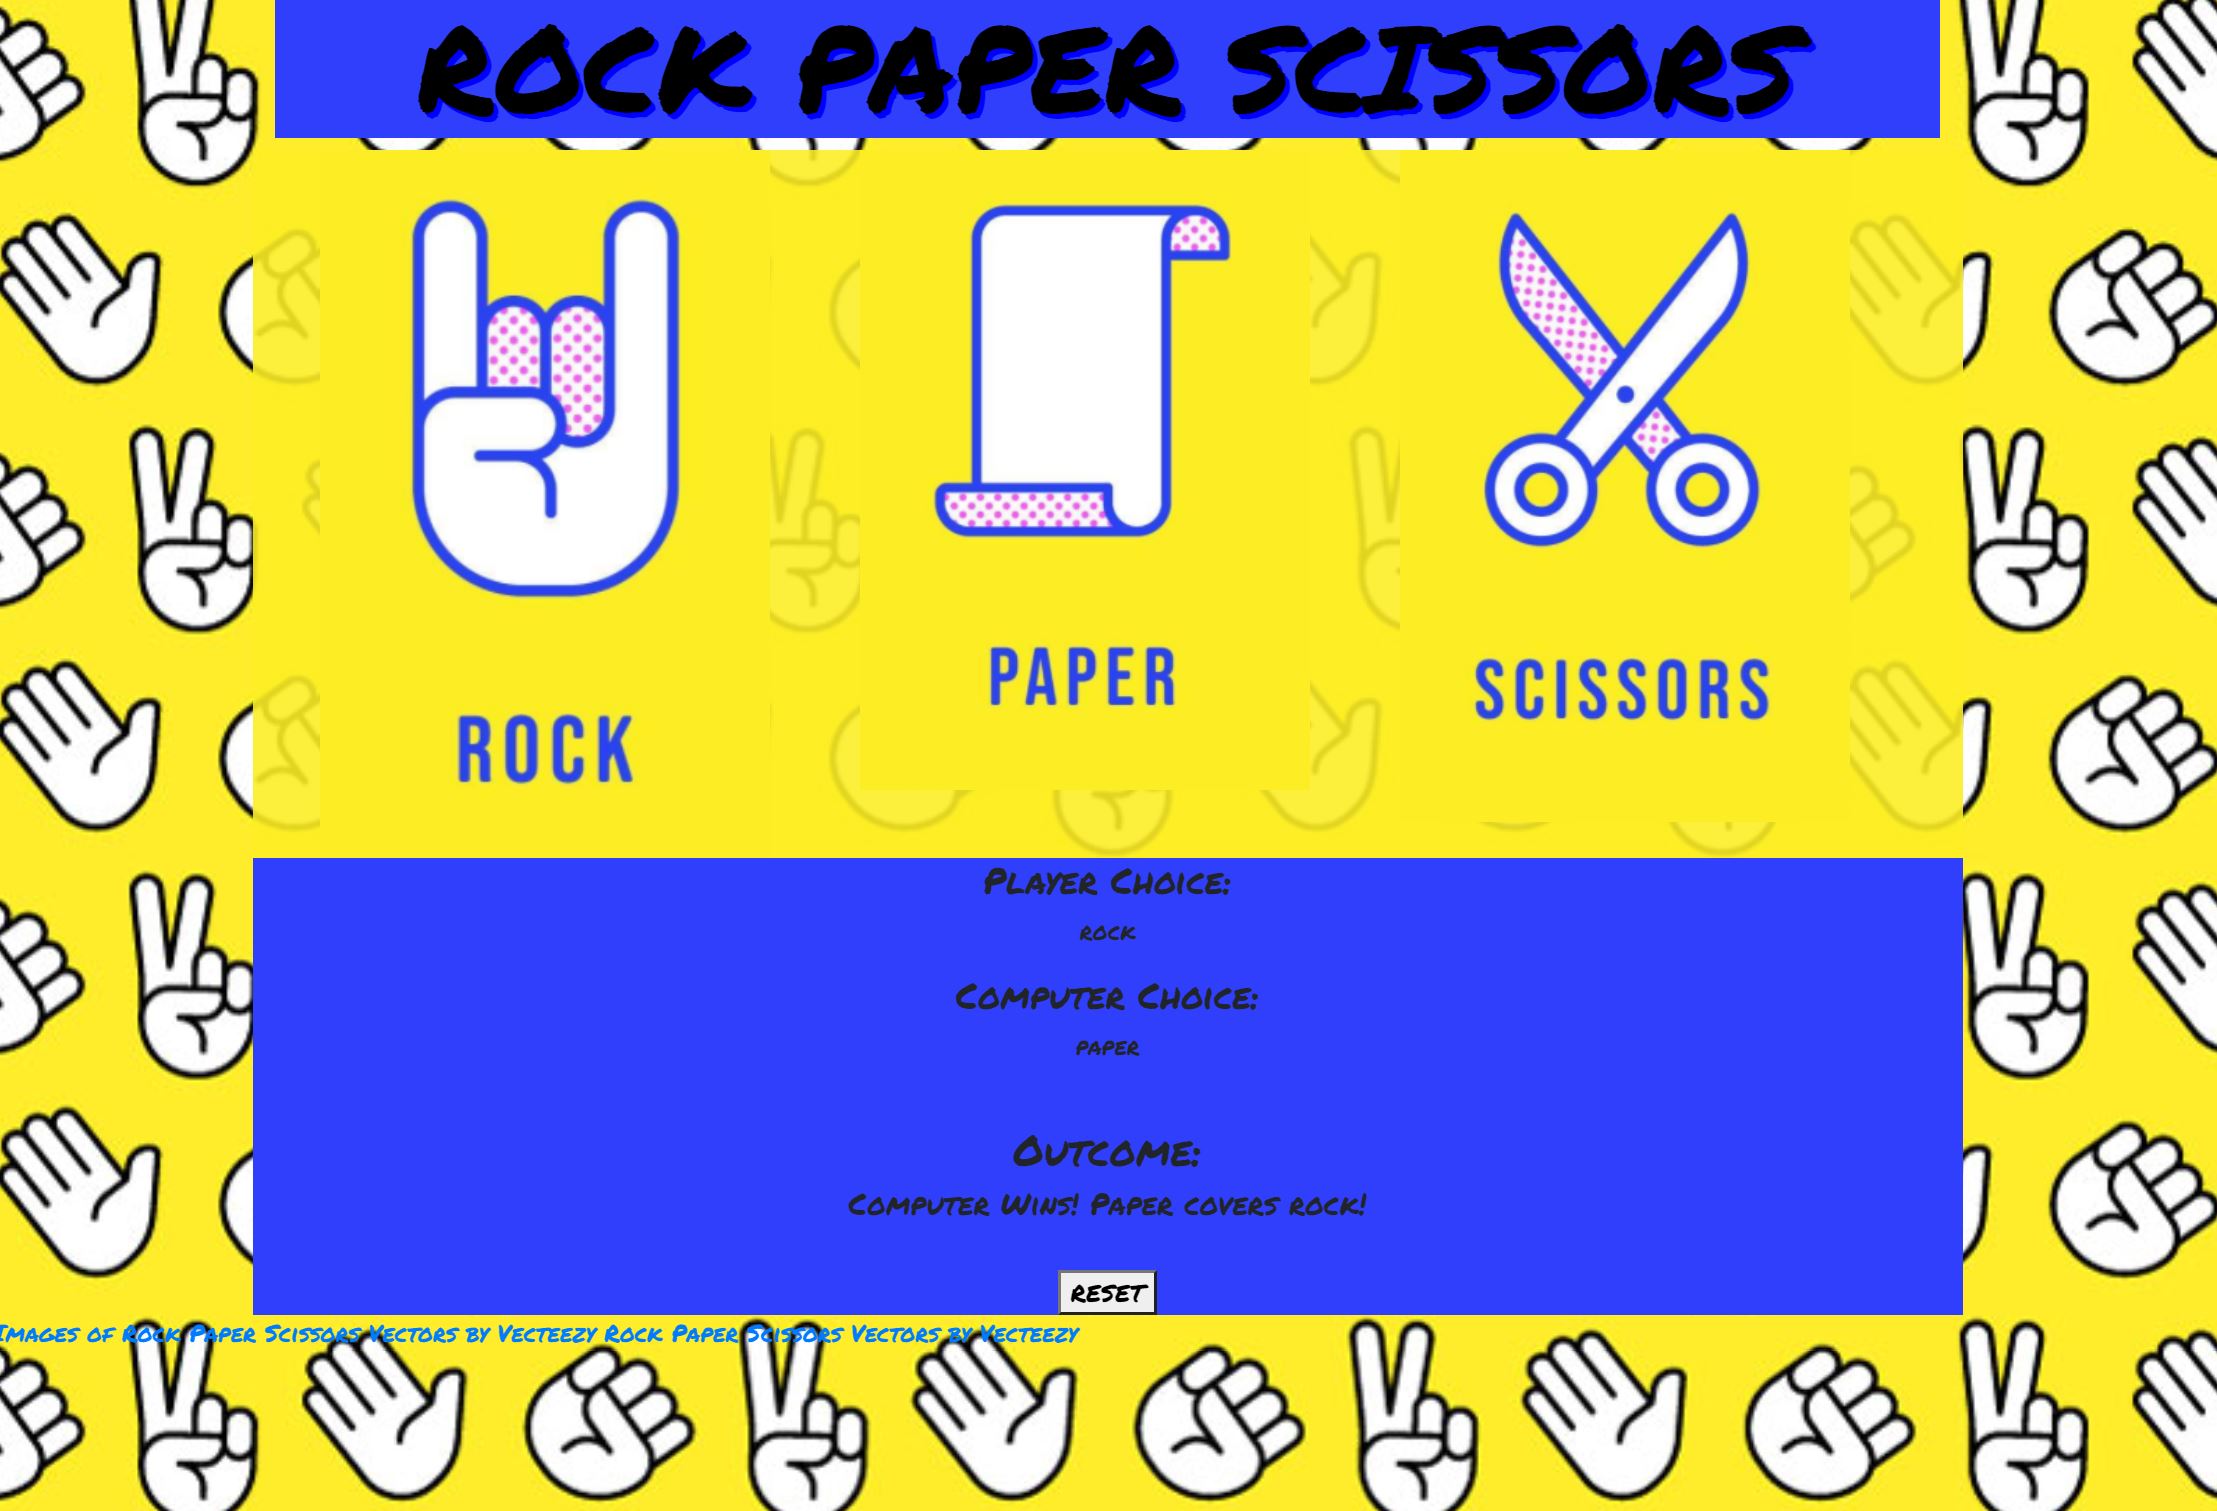 ROCK PAPER SCISSORS
ROCK
PAPER
SCISSORS
Player Choice:
rock
Computer Choice:
paper
Outcome:
Computer Wins! Paper covers rock!
RESET
Images of Rock Paper Scissors Vectors by Vecteezy Rock Paper Scissors Vectors by Vecteezy